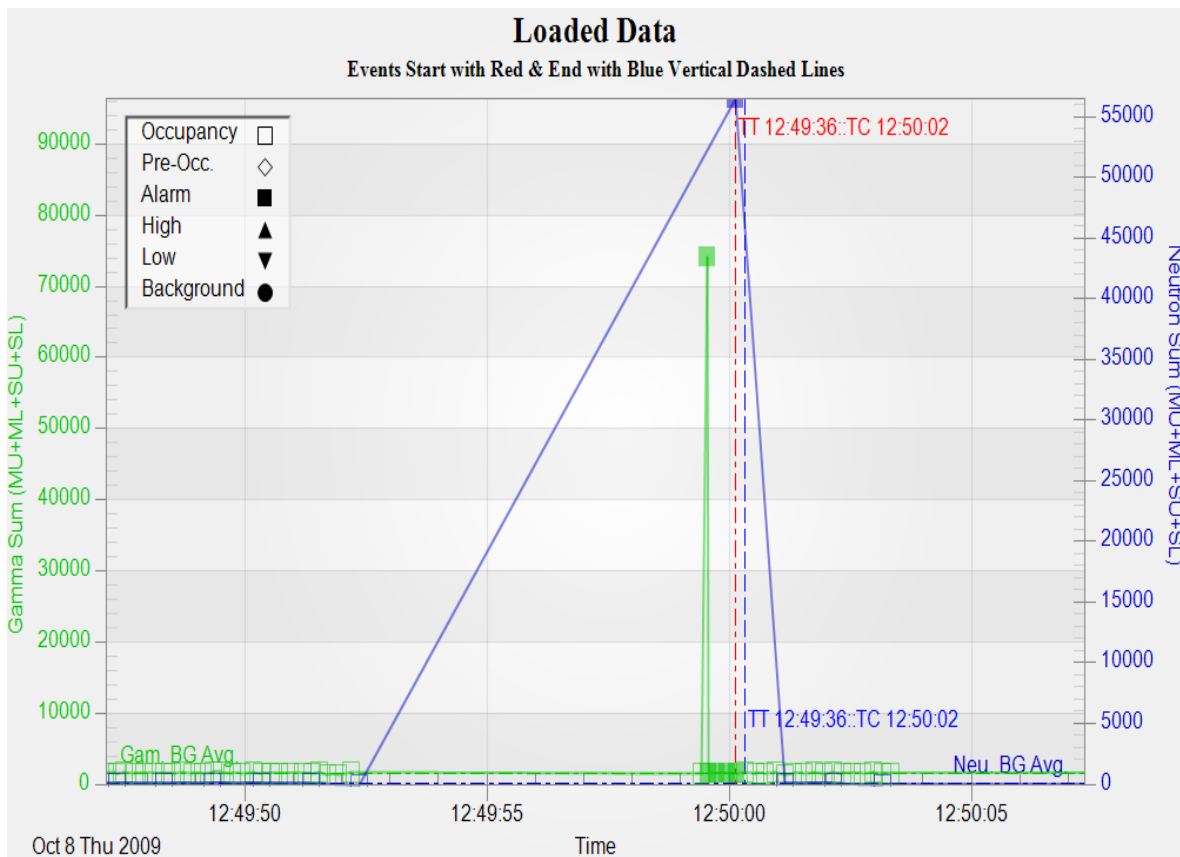 Loaded Data
Events Start with Red & End with Blue Vertical Dashed Lines
Occupancy
Pre-Occ.
Alarm
High
Low
Background
TT 12:49:36::TC 12:50:02
90000
80000
70000
60000
50000
40000
30000
20000
10000
0
Gamma Sum (MU+ML+SU+SL)
55000
50000
45000
40000
35000
30000
25000
20000
15000
10000
5000
0
Neutron Sum (MU+ML+SU+SL)
TT 12:49:36::TC 12:50:02
Gam. BG Avg.
Neu. BG Avg.
12:49:50
12:49:55
12:50:00
12:50:05
Oct 8 Thu 2009
Time